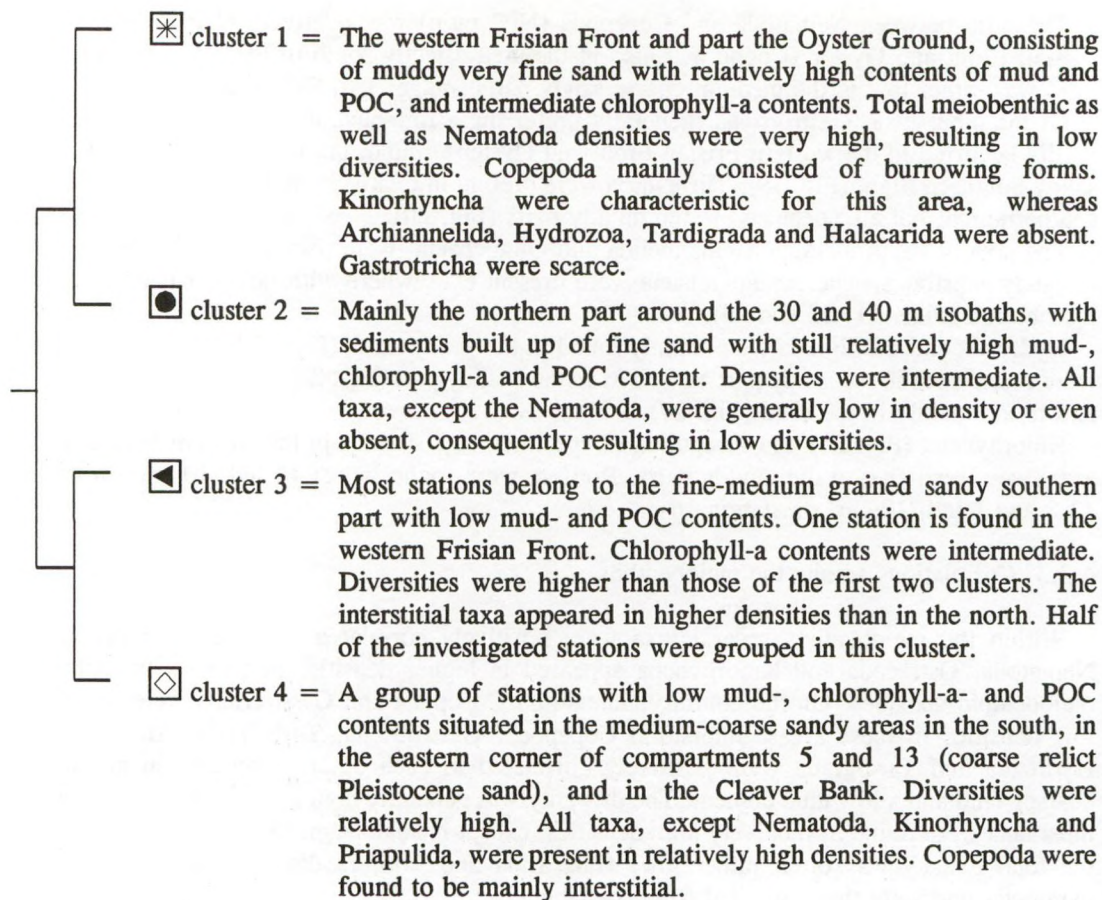 cluster 1 = The western Frisian Front and part the Oyster Ground, consisting
of muddy very fine sand with relatively high contents of mud and
POC, and intermediate chlorophyll-a contents. Total meiobenthic as
well as Nematoda densities were very high, resulting in low
diversities. Copepoda mainly consisted of burrowing forms.
Kinorhyncha were characteristic for this area, whereas
Archiannelida, Hydrozoa, Tardigrada and Halacarida were absent.
Gastrotricha were scarce.
cluster 2 = Mainly the northern part around the 30 and 40 m isobaths, with
sediments built up of fine sand with still relatively high mud-,
chlorophyll-a and POC content. Densities were intermediate. All
taxa, except the Nematoda, were generally low in density or even
absent, consequently resulting in low diversities.
cluster 3 = Most stations belong to the fine-medium grained sandy southern
part with low mud- and POC contents. One station is found in the
western Frisian Front. Chlorophyll-a contents were intermediate.
Diversities were higher than those of the first two clusters. The
interstitial taxa appeared in higher densities than in the north. Half
of the investigated stations were grouped in this cluster.
cluster 4 = A group of stations with low mud-, chlorophyll-a- and POC
contents situated in the medium-coarse sandy areas in the south, in
the eastern corner of compartments 5 and 13 (coarse relict
Pleistocene sand), and in the Cleaver Bank. Diversities were
relatively high. All taxa, except Nematoda, Kinorhyncha and
Priapulida, were present in relatively high densities. Copepoda were
found to be mainly interstitial.